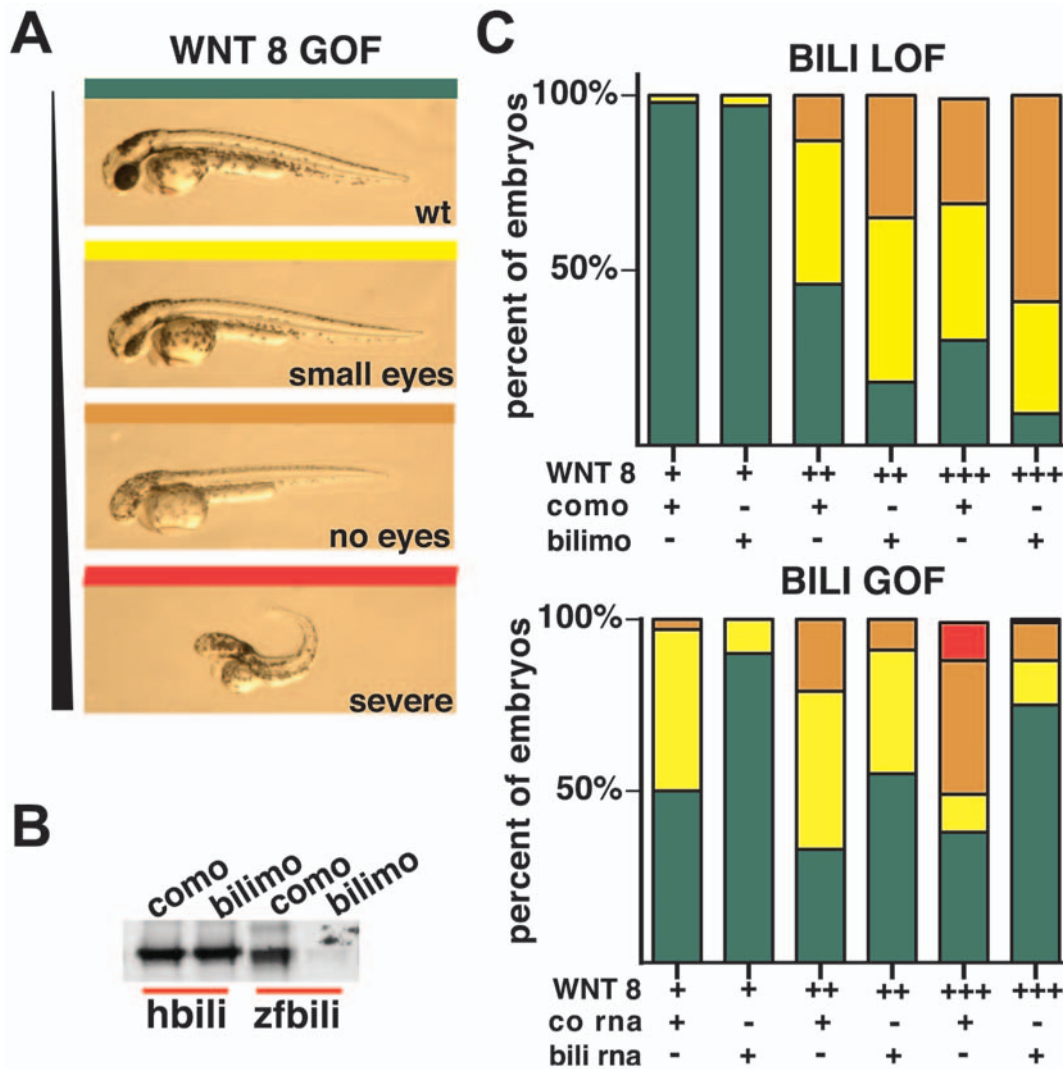 A
WNT 8 GOF
wt
small eyes
no eyes
severe
B
como bilimo como bilimo
hbili zfbili
C
BILI LOF
percent of embryos
100%
50%
WNT 8 + + ++ ++ +++ +++
como + - + - + -
bilimo - + - + - +
BILI GOF
percent of embryos
100%
50%
WNT 8 + + ++ ++ +++ +++
co rna + - + - + -
bili rna - + - + - +